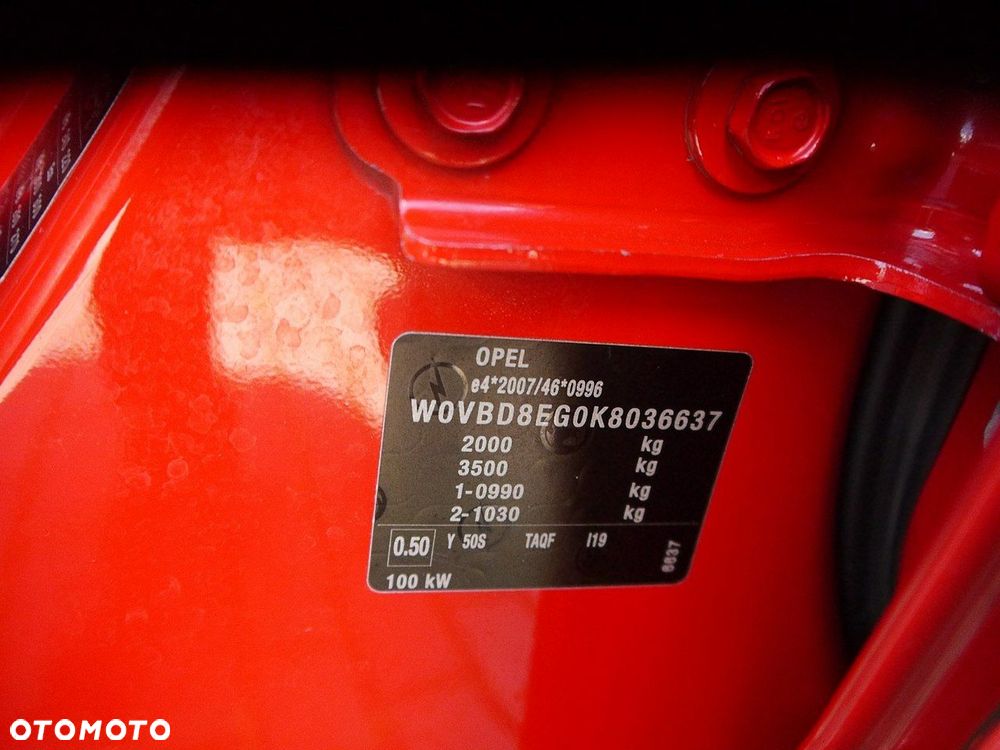 OPEL
e4*2007/46*0996
W0VBD8EG0K8036637
2000 kg
3500 kg
1-0990 kg
2-1030 kg
0.50 Y 50S TAQF I19
6637
100 kW
OTOMOTO